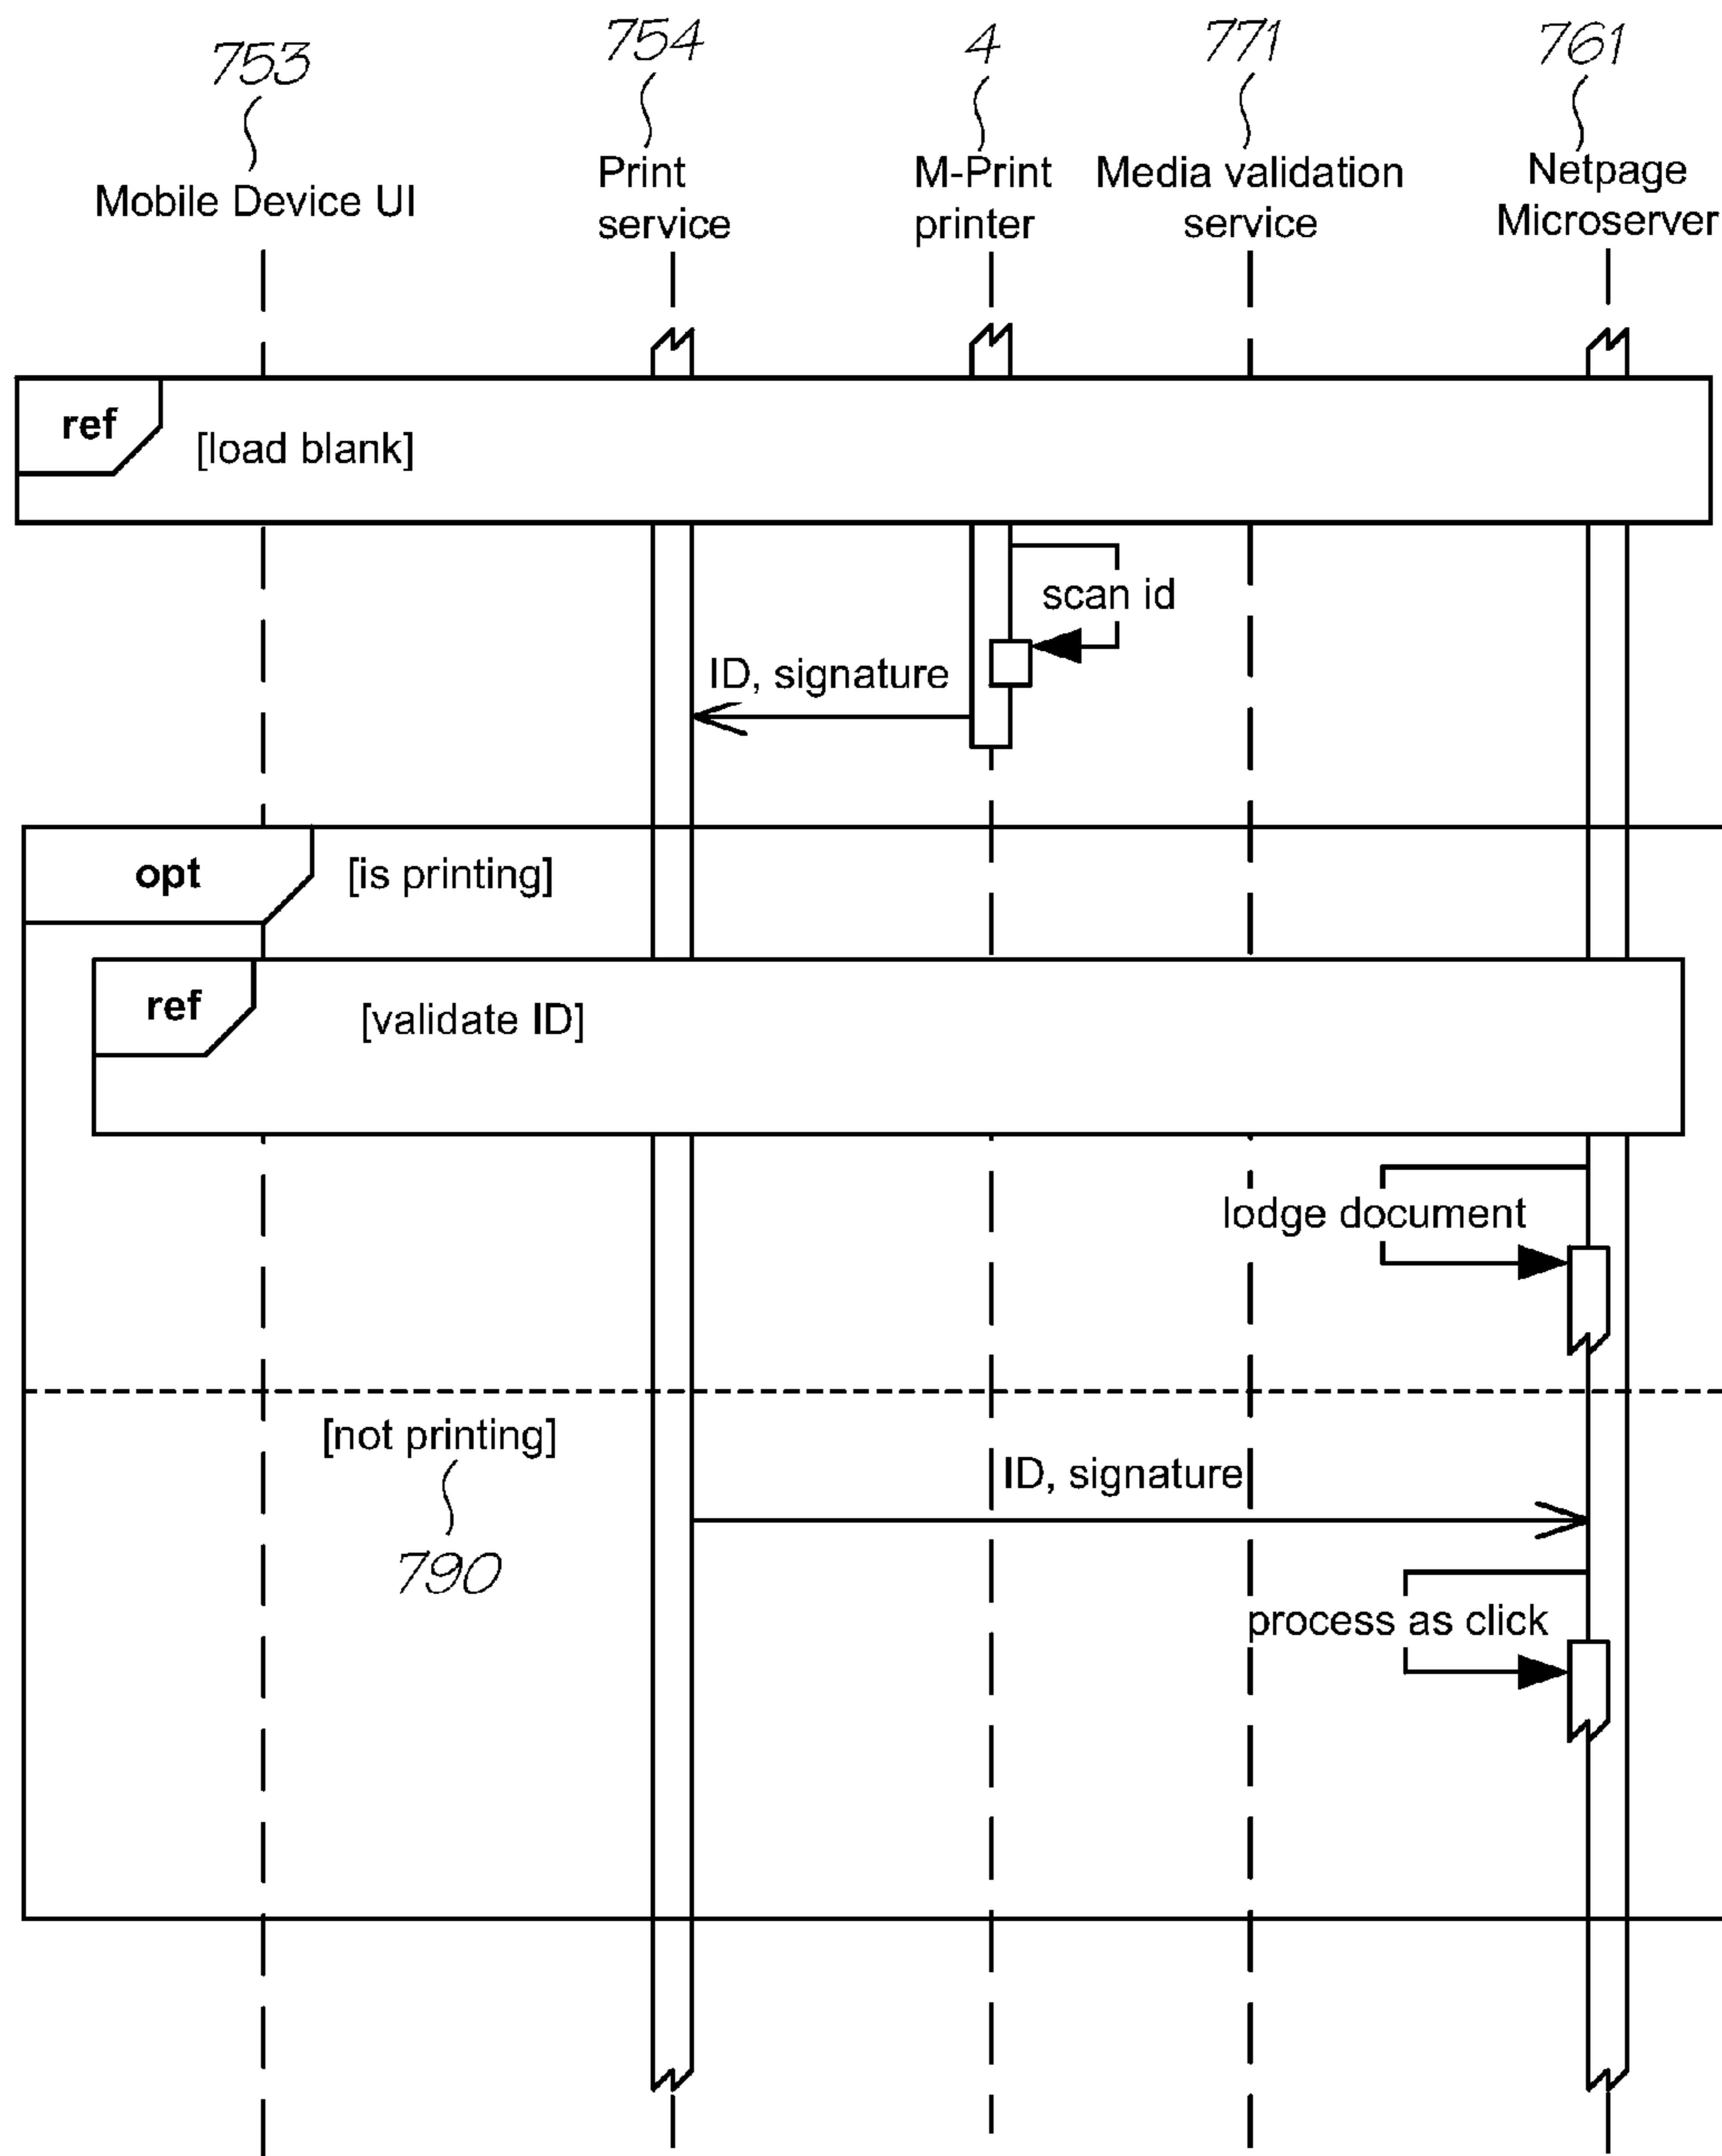 753
754
4
771
761
Mobile Device UI
Print
service
M-Print
printer
Media validation
service
Netpage
Microserver
ref
[load blank]
scan id
ID, signature
opt
[is printing]
ref
[validate ID]
lodge document
[not printing]
790
ID, signature
process as click